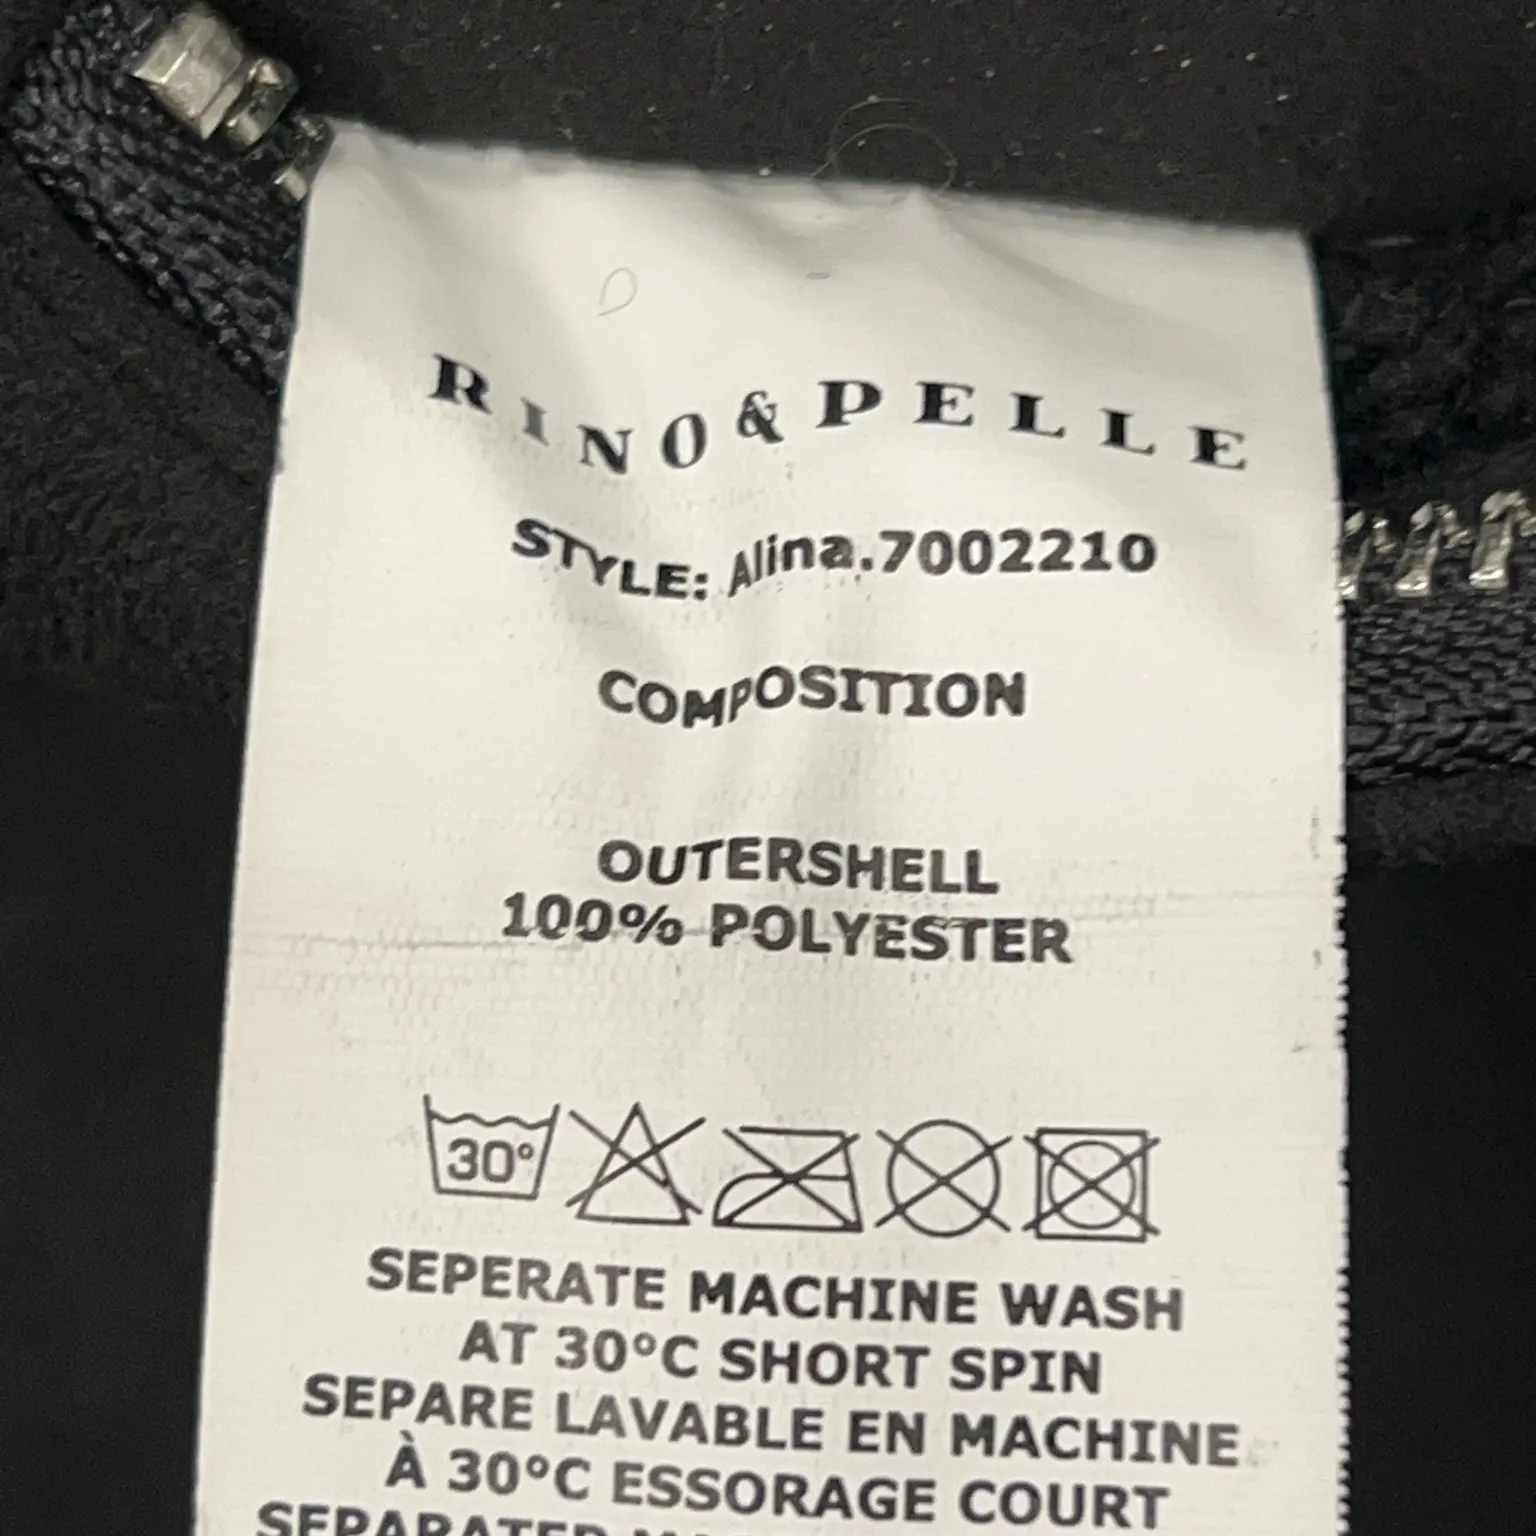 RINO & PELLE
STYLE: Alina.7002210
COMPOSITION
OUTERSHELL
100% POLYESTER
30°
SEPERATE MACHINE WASH
AT 30°C SHORT SPIN
SEPARE LAVABLE EN MACHINE
À 30°C ESSORAGE COURT